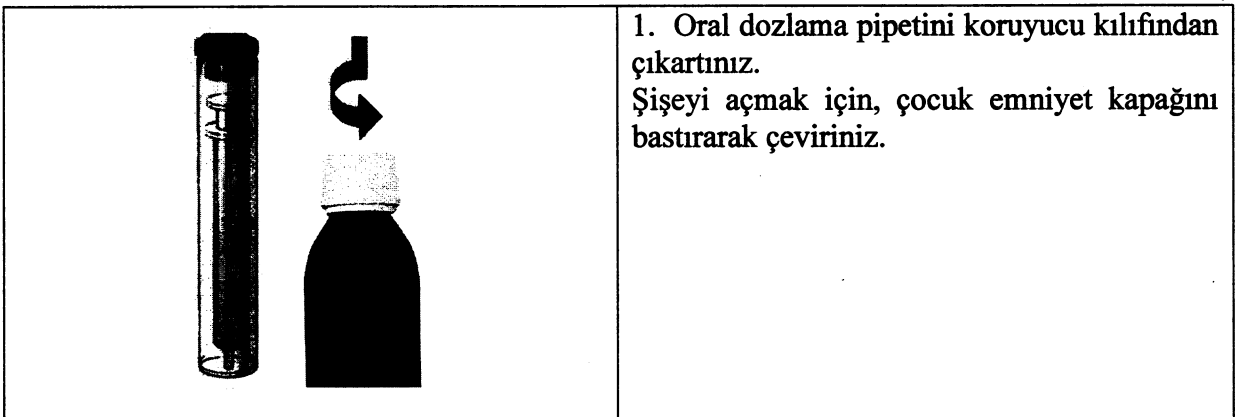 1. Oral dozlama pipetini koruyucu kılıfından
çıkartınız.
Şişeyi açmak için, çocuk emniyet kapağını
bastırarak çeviriniz.